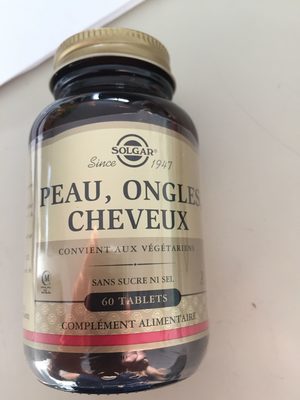 SOLGAR®
Since 1947
PEAU, ONGLES
CHEVEUX
CONVIENT AUX VÉGÉTARIENS
SANS SUCRE NI SEL
60 TABLETS
COMPLÉMENT ALIMENTAIRE